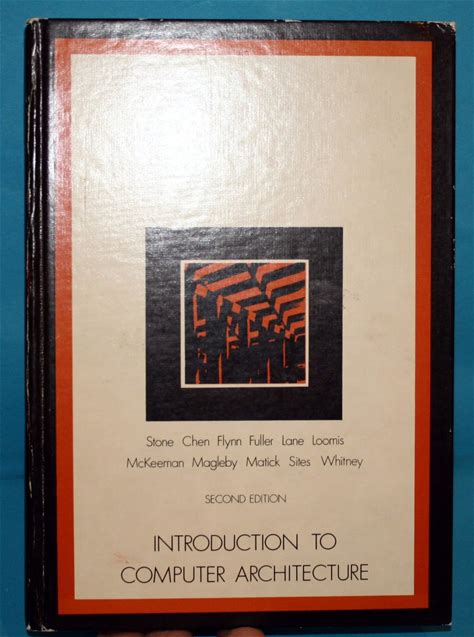 Stone Chen Flynn Fuller Lane Loomis
McKeeman Magleby Matick Sites Whitney
SECOND EDITION
INTRODUCTION TO
COMPUTER ARCHITECTURE